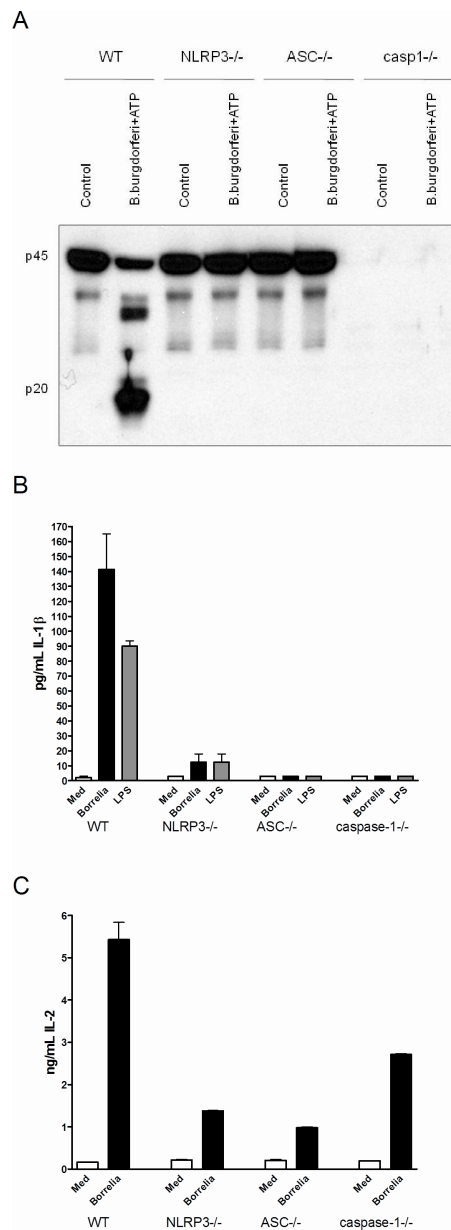 A
WT NLRP3-/- ASC-/- casp1-/-
Control B.burgdorferi+ATP Control B.burgdorferi+ATP Control B.burgdorferi+ATP Control B.burgdorferi+ATP
p45
p20
B
pg/mL IL-1β
170
160
150
140
130
120
110
100
90
80
70
60
50
40
30
20
10
0
Med Borrelia LPS Med Borrelia LPS Med Borrelia LPS Med Borrelia LPS
WT NLRP3-/- ASC-/- caspase-1-/-
C
ng/mL IL-2
6
5
4
3
2
1
0
Med Borrelia Med Borrelia Med Borrelia Med Borrelia
WT NLRP3-/- ASC-/- caspase-1-/-